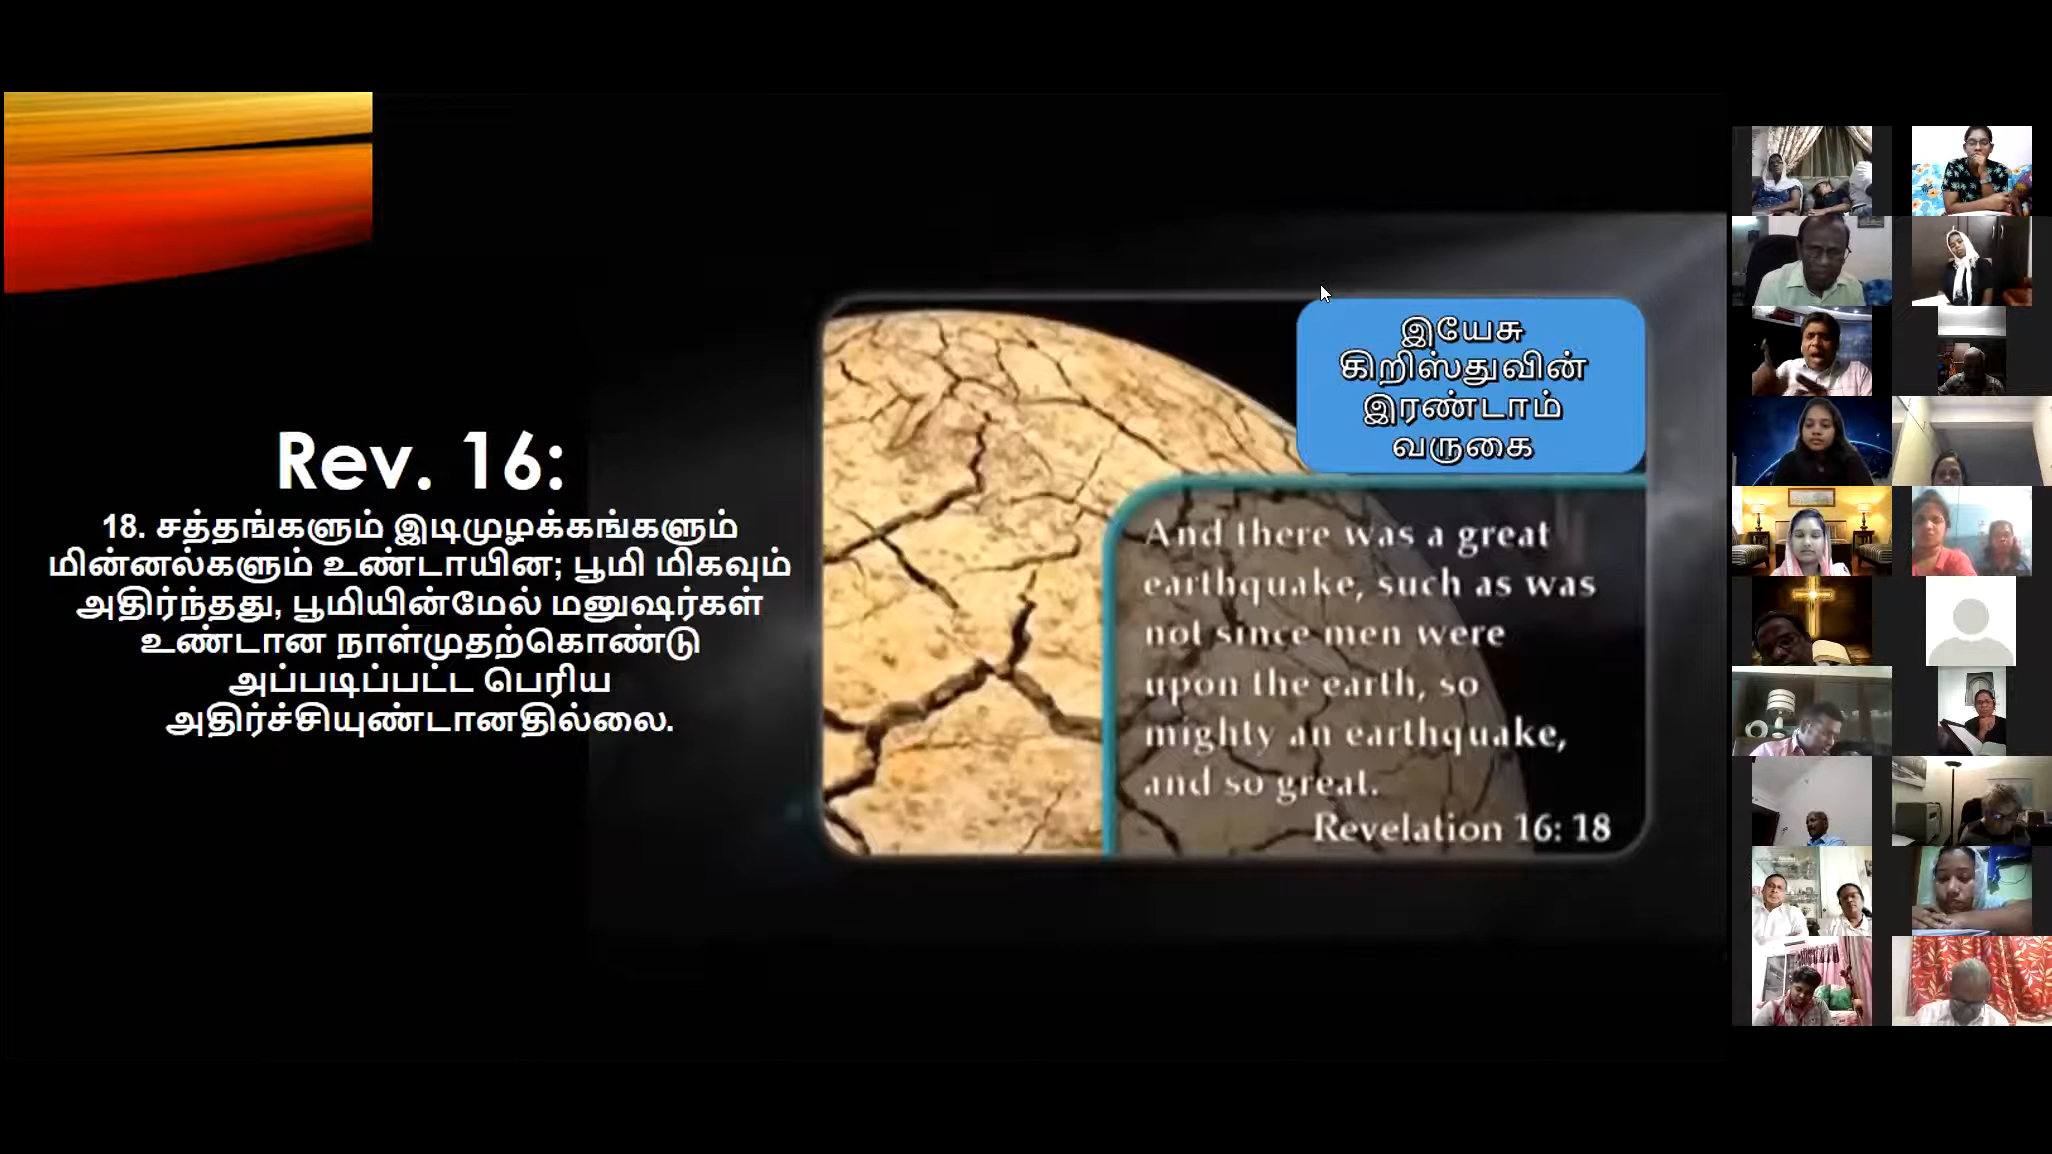 Rev. 16:
18. சத்தங்களும் இடிமுழக்கங்களும்
மின்னல்களும் உண்டாயின; பூமி மிகவும்
அதிர்ந்தது, பூமியின்மேல் மனுஷர்கள்
உண்டான நாள்முதற்கொண்டு
அப்படிப்பட்ட பெரிய
அதிர்ச்சியுண்டானதில்லை.
இயேசு
கிறிஸ்துவின்
இரண்டாம்
வருகை
And there was a great
earthquake, such as was
not since men were
upon the earth, so
mighty an earthquake,
and so great.
Revelation 16: 18